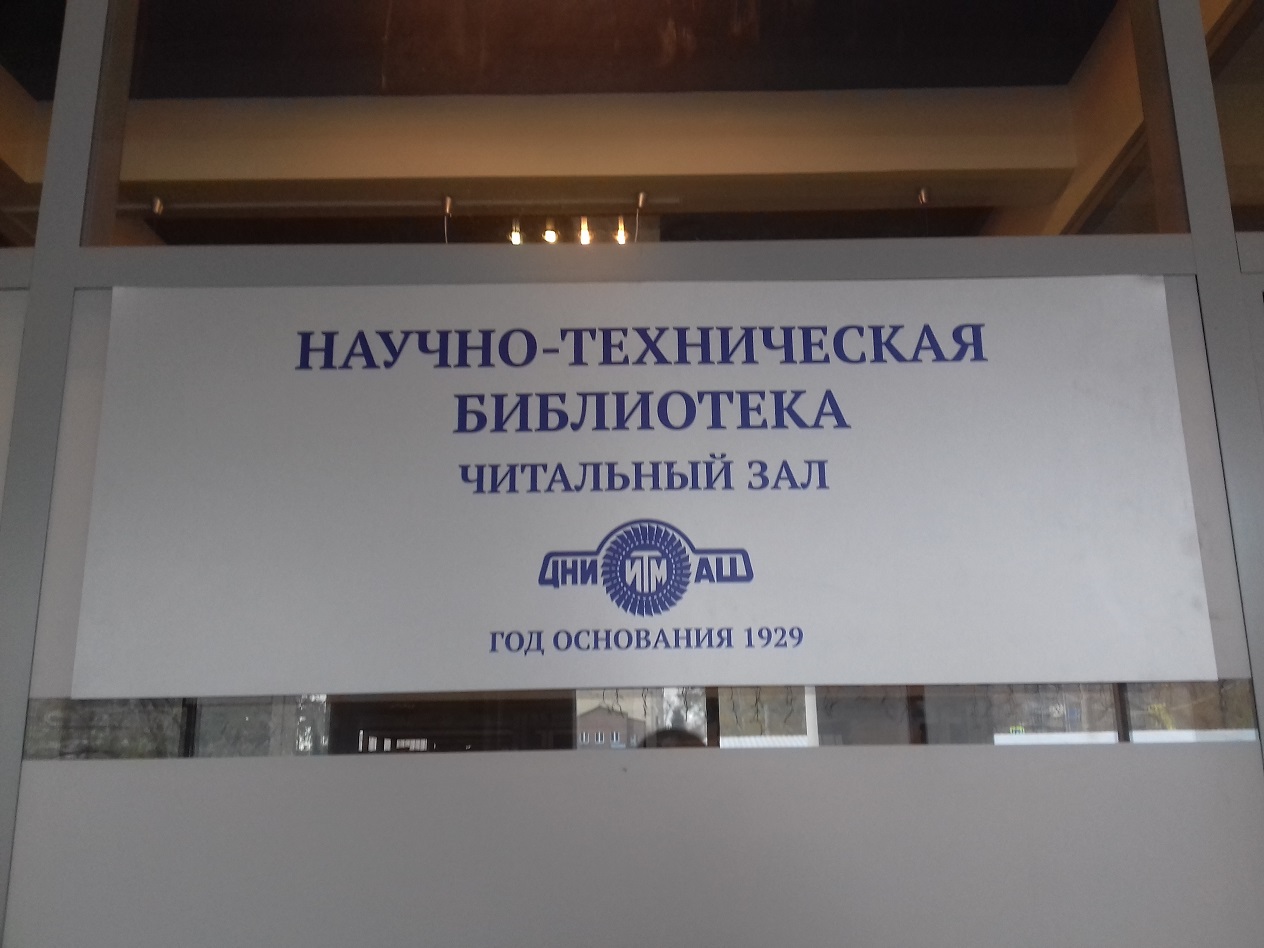 НАУЧНО-ТЕХНИЧЕСКАЯ
БИБЛИОТЕКА
ЧИТАЛЬНЫЙ ЗАЛ
ЦНИИТМАШ
ГОД ОСНОВАНИЯ 1929